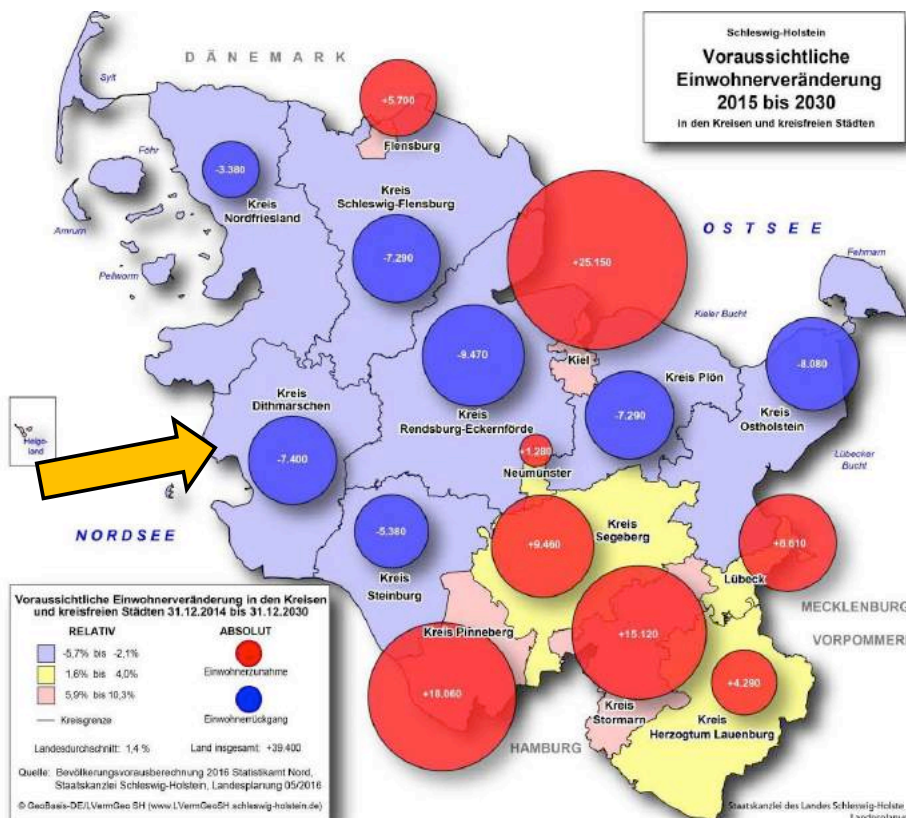 Schleswig-Holstein
Voraussichtliche
Einwohnerveränderung
2015 bis 2030
in den Kreisen und kreisfreien Städten
DÄNEMARK
Sylt
+5.700
Flensburg
Föhr
-3.380
Kreis
Nordfriesland
Kreis
Schleswig-Flensburg
Amrum
OSTSEE
-7.290
+25.150
Fehmarn
Pellworm
Kieler Bucht
-9.470
Kiel
-8.080
Kreis Plön
Kreis
Dithmarschen
Kreis
Rendsburg-Eckernförde
-7.290
Kreis
Ostholstein
Helgo-
land
-7.400
+1.280
Neumünster
Lübecker
Bucht
NORDSEE
-5.380
+9.460
Kreis
Segeberg
Kreis
Steinburg
Lübeck
MECKLENBURG
VORPOMMERN
Kreis Pinneberg
+15.120
+18.060
+4.290
Kreis
Stormarn
Kreis
Herzogtum Lauenburg
HAMBURG
Voraussichtliche Einwohnerveränderung in den Kreisen
und kreisfreien Städten 31.12.2014 bis 31.12.2030
RELATIV ABSOLUT
-5,7% bis -2,1%
1,6% bis 4,0%
Einwohnerzunahme
5,9% bis 10,3%
Kreisgrenze
Einwohnerrückgang
Landesdurchschnitt: 1,4 % Land insgesamt: +39.400
Quelle: Bevölkerungsvorausberechnung 2016 Statistikamt Nord,
Staatskanzlei Schleswig-Holstein, Landesplanung 05/2016
© GeoBasis-DE/LVermGeo SH (www.LVermGeoSH.schleswig-holstein.de)
Staatskanzlei des Landes Schleswig-Holste